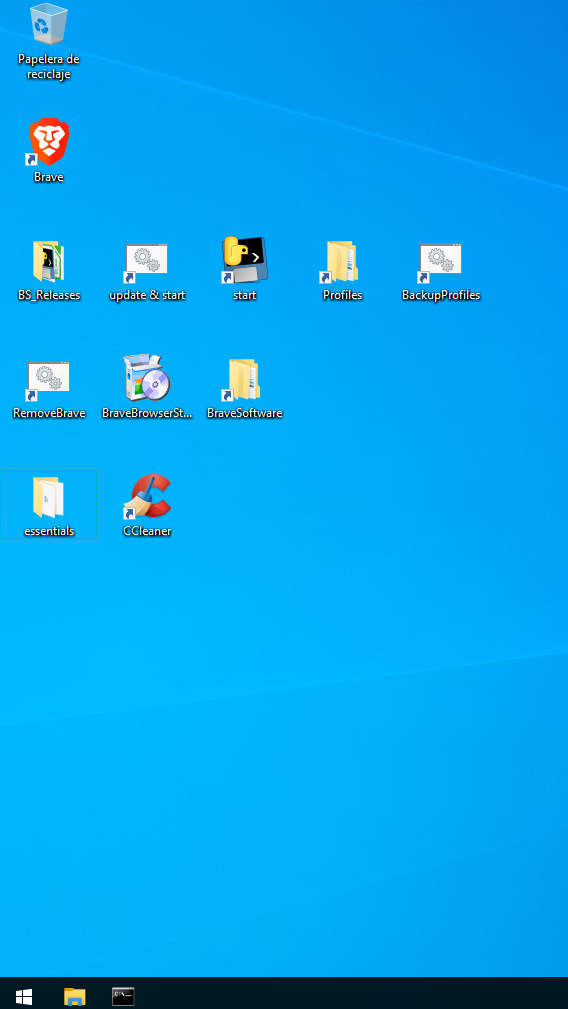 Papelera de
reciclaje
Brave
BS_Releases
update & start
start
Profiles
BackupProfiles
RemoveBrave
BraveBrowserSt...
BraveSoftware
essentials
CCleaner